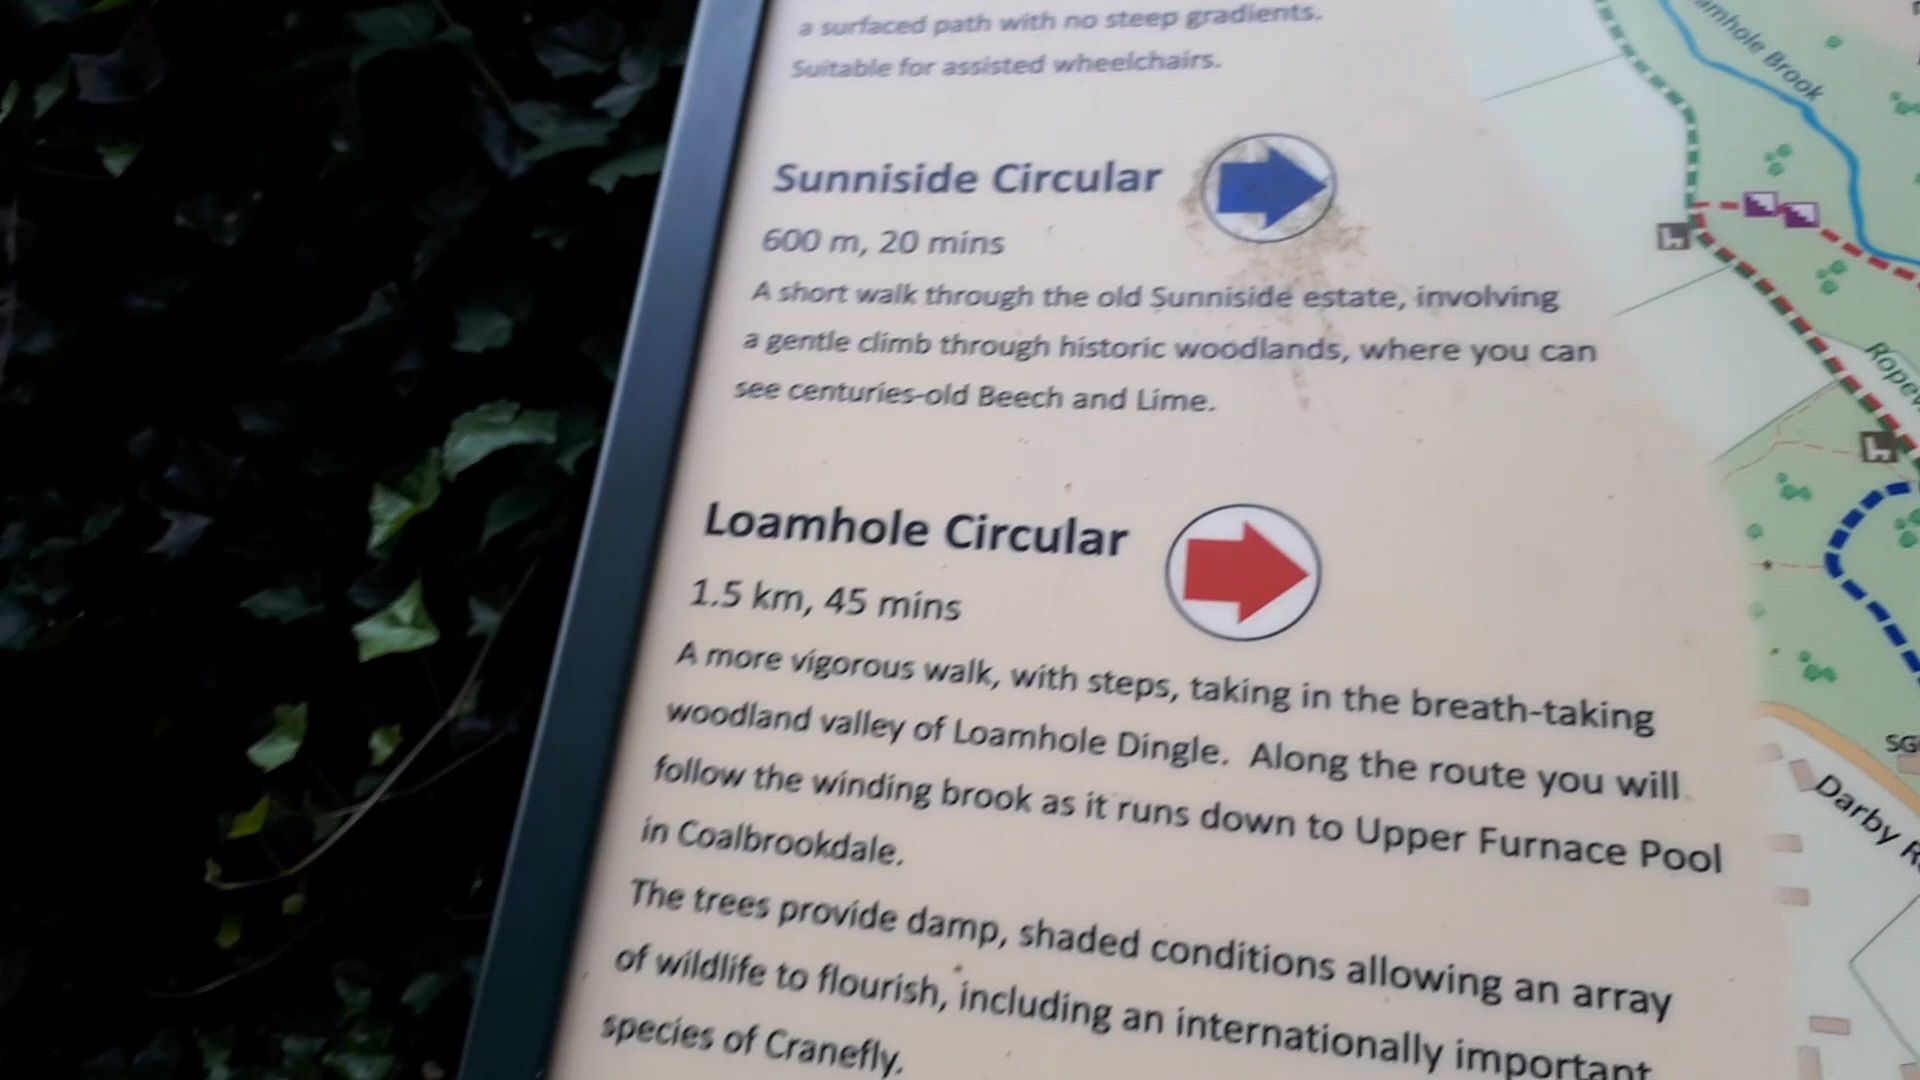 a surfaced path with no steep gradients.
Suitable for assisted wheelchairs.
Sunniside Circular
600 m, 20 mins
A short walk through the old Sunniside estate, involving
a gentle climb through historic woodlands, where you can
see centuries-old Beech and Lime.
Loamhole Circular
1.5 km, 45 mins
A more vigorous walk, with steps, taking in the breath-taking
woodland valley of Loamhole Dingle. Along the route you will
follow the winding brook as it runs down to Upper Furnace Pool
in Coalbrookdale.
The trees provide damp, shaded conditions allowing an array
of wildlife to flourish, including an internationally important
species of Cranefly.
Brook
Darby